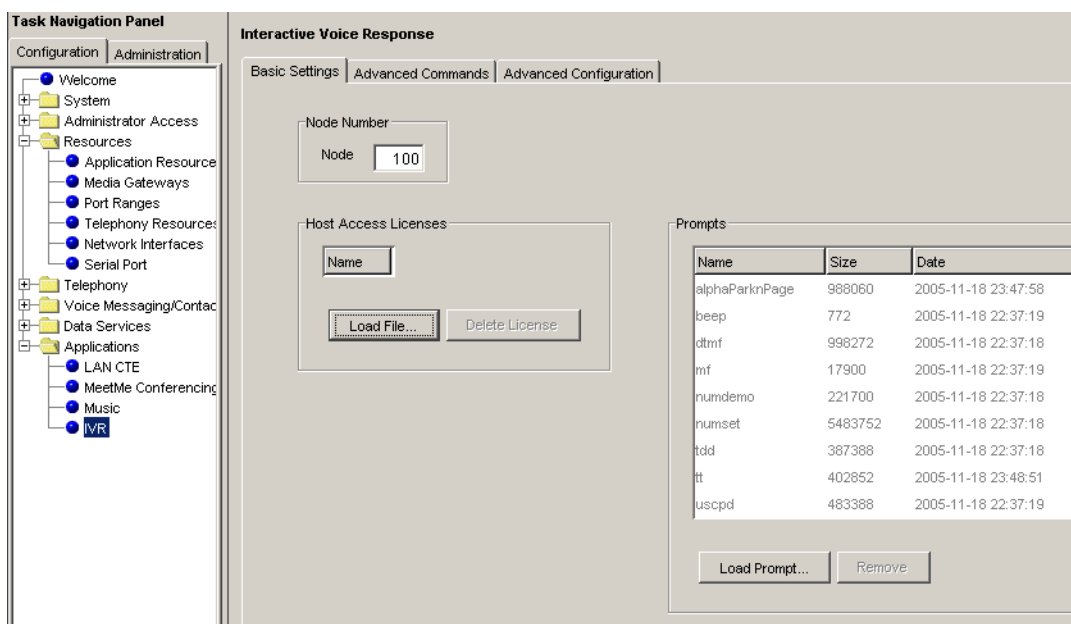 Task Navigation Panel
Configuration
Administration
Welcome
System
Administrator Access
Resources
Application Resource
Media Gateways
Port Ranges
Telephony Resources
Network Interfaces
Serial Port
Telephony
Voice Messaging/Contac
Data Services
Applications
LAN CTE
MeetMe Conferencing
Music
IVR
Interactive Voice Response
Basic Settings
Advanced Commands
Advanced Configuration
Node Number
Node 100
Host Access Licenses
Name
Load File...
Delete License
Prompts
Name Size Date
alphaParknPage 988060 2005-11-18 23:47:58
beep 772 2005-11-18 22:37:19
dtmf 998272 2005-11-18 22:37:18
mf 17900 2005-11-18 22:37:19
numdemo 221700 2005-11-18 22:37:18
numset 5483752 2005-11-18 22:37:18
tdd 387388 2005-11-18 22:37:18
tt 402852 2005-11-18 23:48:51
uscpd 483388 2005-11-18 22:37:19
Load Prompt...
Remove